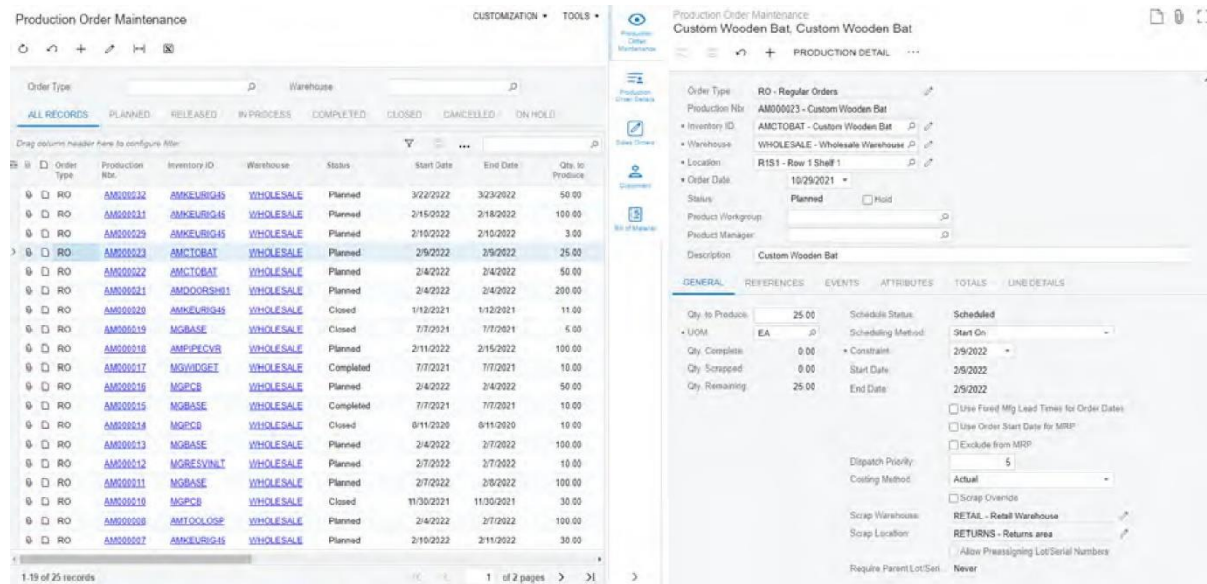 Production Order Maintenance
CUSTOMIZATION TOOLS
Order Type:
Warehouse
ALL RECORDS PLANNED RELEASED IN PROCESS COMPLETED CLOSED CANCELLED ON HOLD
Drag column header here to configure filter
Order Type Production Nbr. Inventory ID Warehouse Status Start Date End Date Qty. to Produce
RO AM000032 AMKEURIG45 WHOLESALE Planned 3/22/2022 3/23/2022 50.00
RO AM000031 AMKEURIG45 WHOLESALE Planned 2/15/2022 2/18/2022 100.00
RO AM000029 AMKEURIG45 WHOLESALE Planned 2/10/2022 2/10/2022 3.00
RO AM000023 AMCTOBAT WHOLESALE Planned 2/9/2022 2/9/2022 25.00
RO AM000022 AMCTOBAT WHOLESALE Planned 2/4/2022 2/4/2022 50.00
RO AM000021 AMDOORSH01 WHOLESALE Planned 2/4/2022 2/4/2022 200.00
RO AM000020 AMKEURIG45 WHOLESALE Closed 1/12/2021 1/12/2021 11.00
RO AM000019 MGBASE WHOLESALE Closed 7/7/2021 7/7/2021 5.00
RO AM000018 AMPIPECVR WHOLESALE Planned 2/11/2022 2/15/2022 100.00
RO AM000017 MGWIDGET WHOLESALE Completed 7/7/2021 7/7/2021 10.00
RO AM000016 MGPCB WHOLESALE Planned 2/4/2022 2/4/2022 50.00
RO AM000015 MGBASE WHOLESALE Completed 7/7/2021 7/7/2021 10.00
RO AM000014 MGPCB WHOLESALE Closed 8/11/2020 8/11/2020 10.00
RO AM000013 MGBASE WHOLESALE Planned 2/4/2022 2/7/2022 100.00
RO AM000012 MGRESVINLT WHOLESALE Planned 2/7/2022 2/7/2022 10.00
RO AM000011 MGBASE WHOLESALE Planned 2/7/2022 2/8/2022 100.00
RO AM000010 MGPCB WHOLESALE Closed 11/30/2021 11/30/2021 30.00
RO AM000008 AMTOOLOSP WHOLESALE Planned 2/4/2022 2/7/2022 100.00
RO AM000007 AMKEURIG45 WHOLESALE Planned 2/10/2022 2/11/2022 30.00
1-19 of 25 records
1 of 2 pages
Production Order Maintenance
Production Order Details
Sales Orders
Customers
Bill of Material
Production Order Maintenance
Custom Wooden Bat, Custom Wooden Bat
PRODUCTION DETAIL
Order Type: RO - Regular Orders
Production Nbr. AM000023 - Custom Wooden Bat
Inventory ID: AMCTOBAT - Custom Wooden Bat
Warehouse: WHOLESALE - Wholesale Warehouse
Location: R1S1 - Row 1 Shelf 1
Order Date: 10/29/2021
Status: Planned Hold
Product Workgroup:
Product Manager:
Description: Custom Wooden Bat
GENERAL REFERENCES EVENTS ATTRIBUTES TOTALS LINE DETAILS
Qty. to Produce: 25.00 Schedule Status: Scheduled
UOM: EA Scheduling Method: Start On
Qty. Complete: 0.00 Constraint: 2/9/2022
Qty. Scrapped: 0.00 Start Date: 2/9/2022
Qty. Remaining: 25.00 End Date: 2/9/2022
Use Fixed Mfg Lead Times for Order Dates
Use Order Start Date for MRP
Exclude from MRP
Dispatch Priority: 5
Costing Method: Actual
Scrap Override
Scrap Warehouse: RETAIL - Retail Warehouse
Scrap Location: RETURNS - Returns area
Allow Preassigning Lot/Serial Numbers
Require Parent Lot/Seri... Never